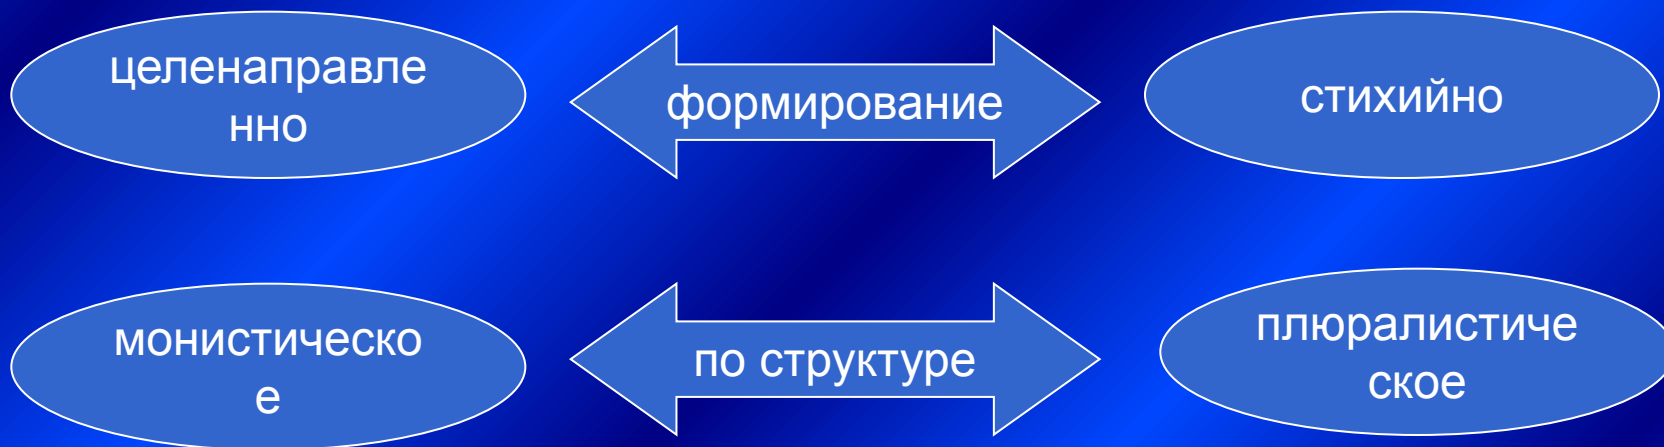 целенаправле
нно
формирование
стихийно
монистическо
е
по структуре
плюралистиче
ское